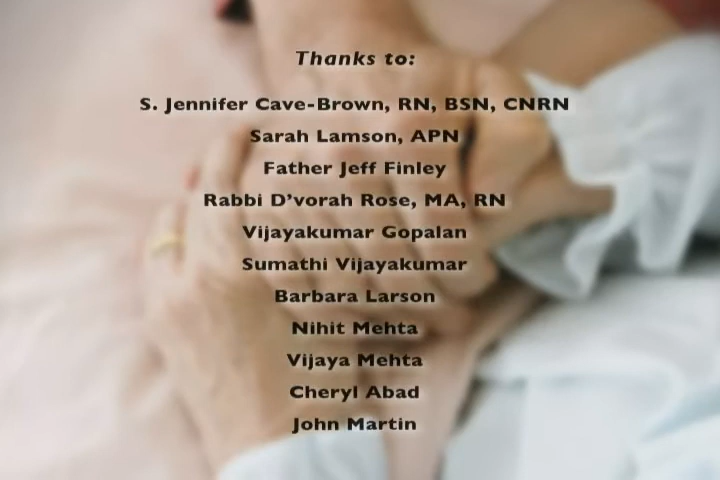 Thanks to:
S. Jennifer Cave-Brown, RN, BSN, CNRN
Sarah Lamson, APN
Father Jeff Finley
Rabbi D’vorah Rose, MA, RN
Vijayakumar Gopalan
Sumathi Vijayakumar
Barbara Larson
Nihit Mehta
Vijaya Mehta
Cheryl Abad
John Martin